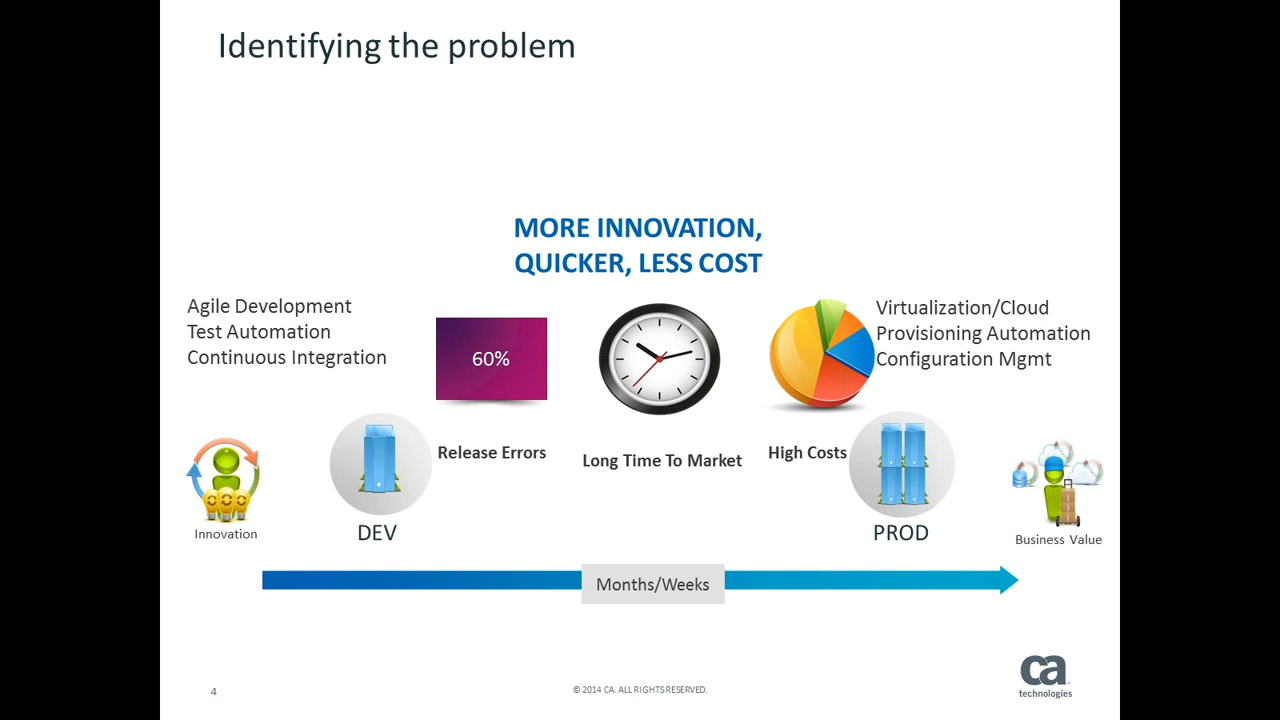 Identifying the problem
MORE INNOVATION,
QUICKER, LESS COST
Agile Development
Test Automation
Continuous Integration
60%
Virtualization/Cloud
Provisioning Automation
Configuration Mgmt
Release Errors
Long Time To Market
High Costs
Innovation
DEV
PROD
Business Value
Months/Weeks
4
© 2014 CA. ALL RIGHTS RESERVED.
ca
technologies